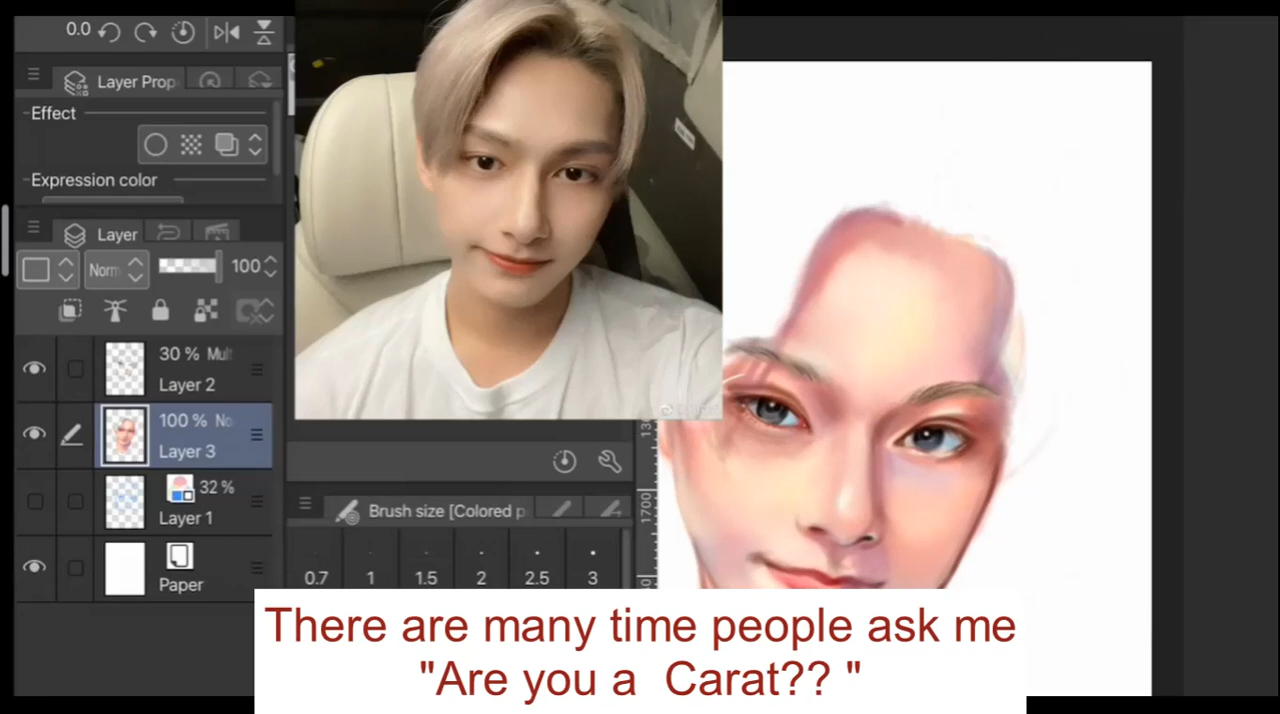 0.0
Layer Prop
Effect
Expression color
Layer
Norm 100
30 % Mul
Layer 2
100 % No
Layer 3
32 %
Layer 1
Paper
1700
Brush size [Colored p
0.7 1 1.5 2 2.5 3
There are many time people ask me
"Are you a Carat?? "